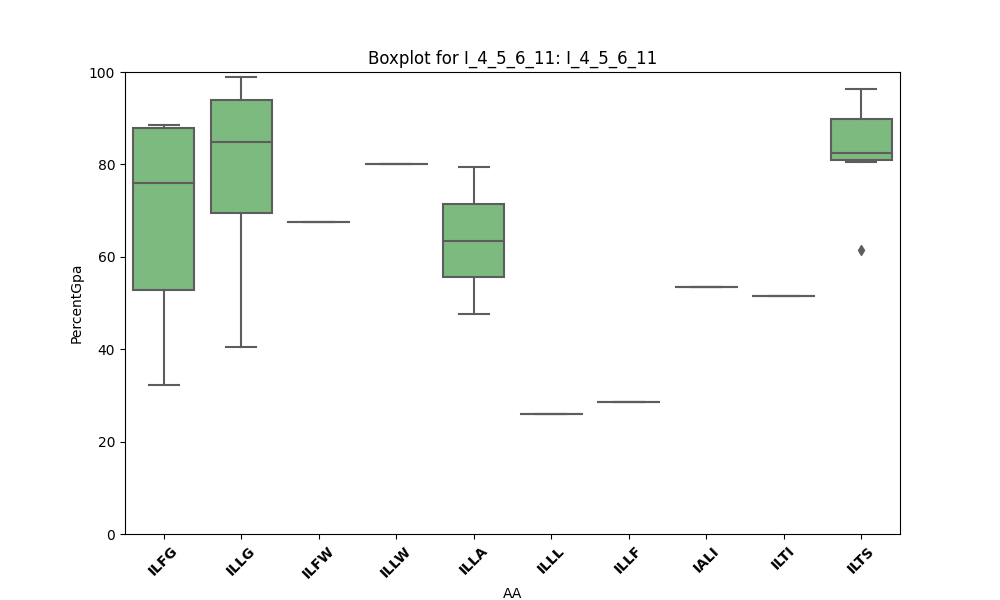 Boxplot for I_4_5_6_11: I_4_5_6_11
100
80
60
40
20
0
PercentGpa
ILFG ILLG ILFW ILLW ILLA ILLL ILLF IALI ILTI ILTS
AA